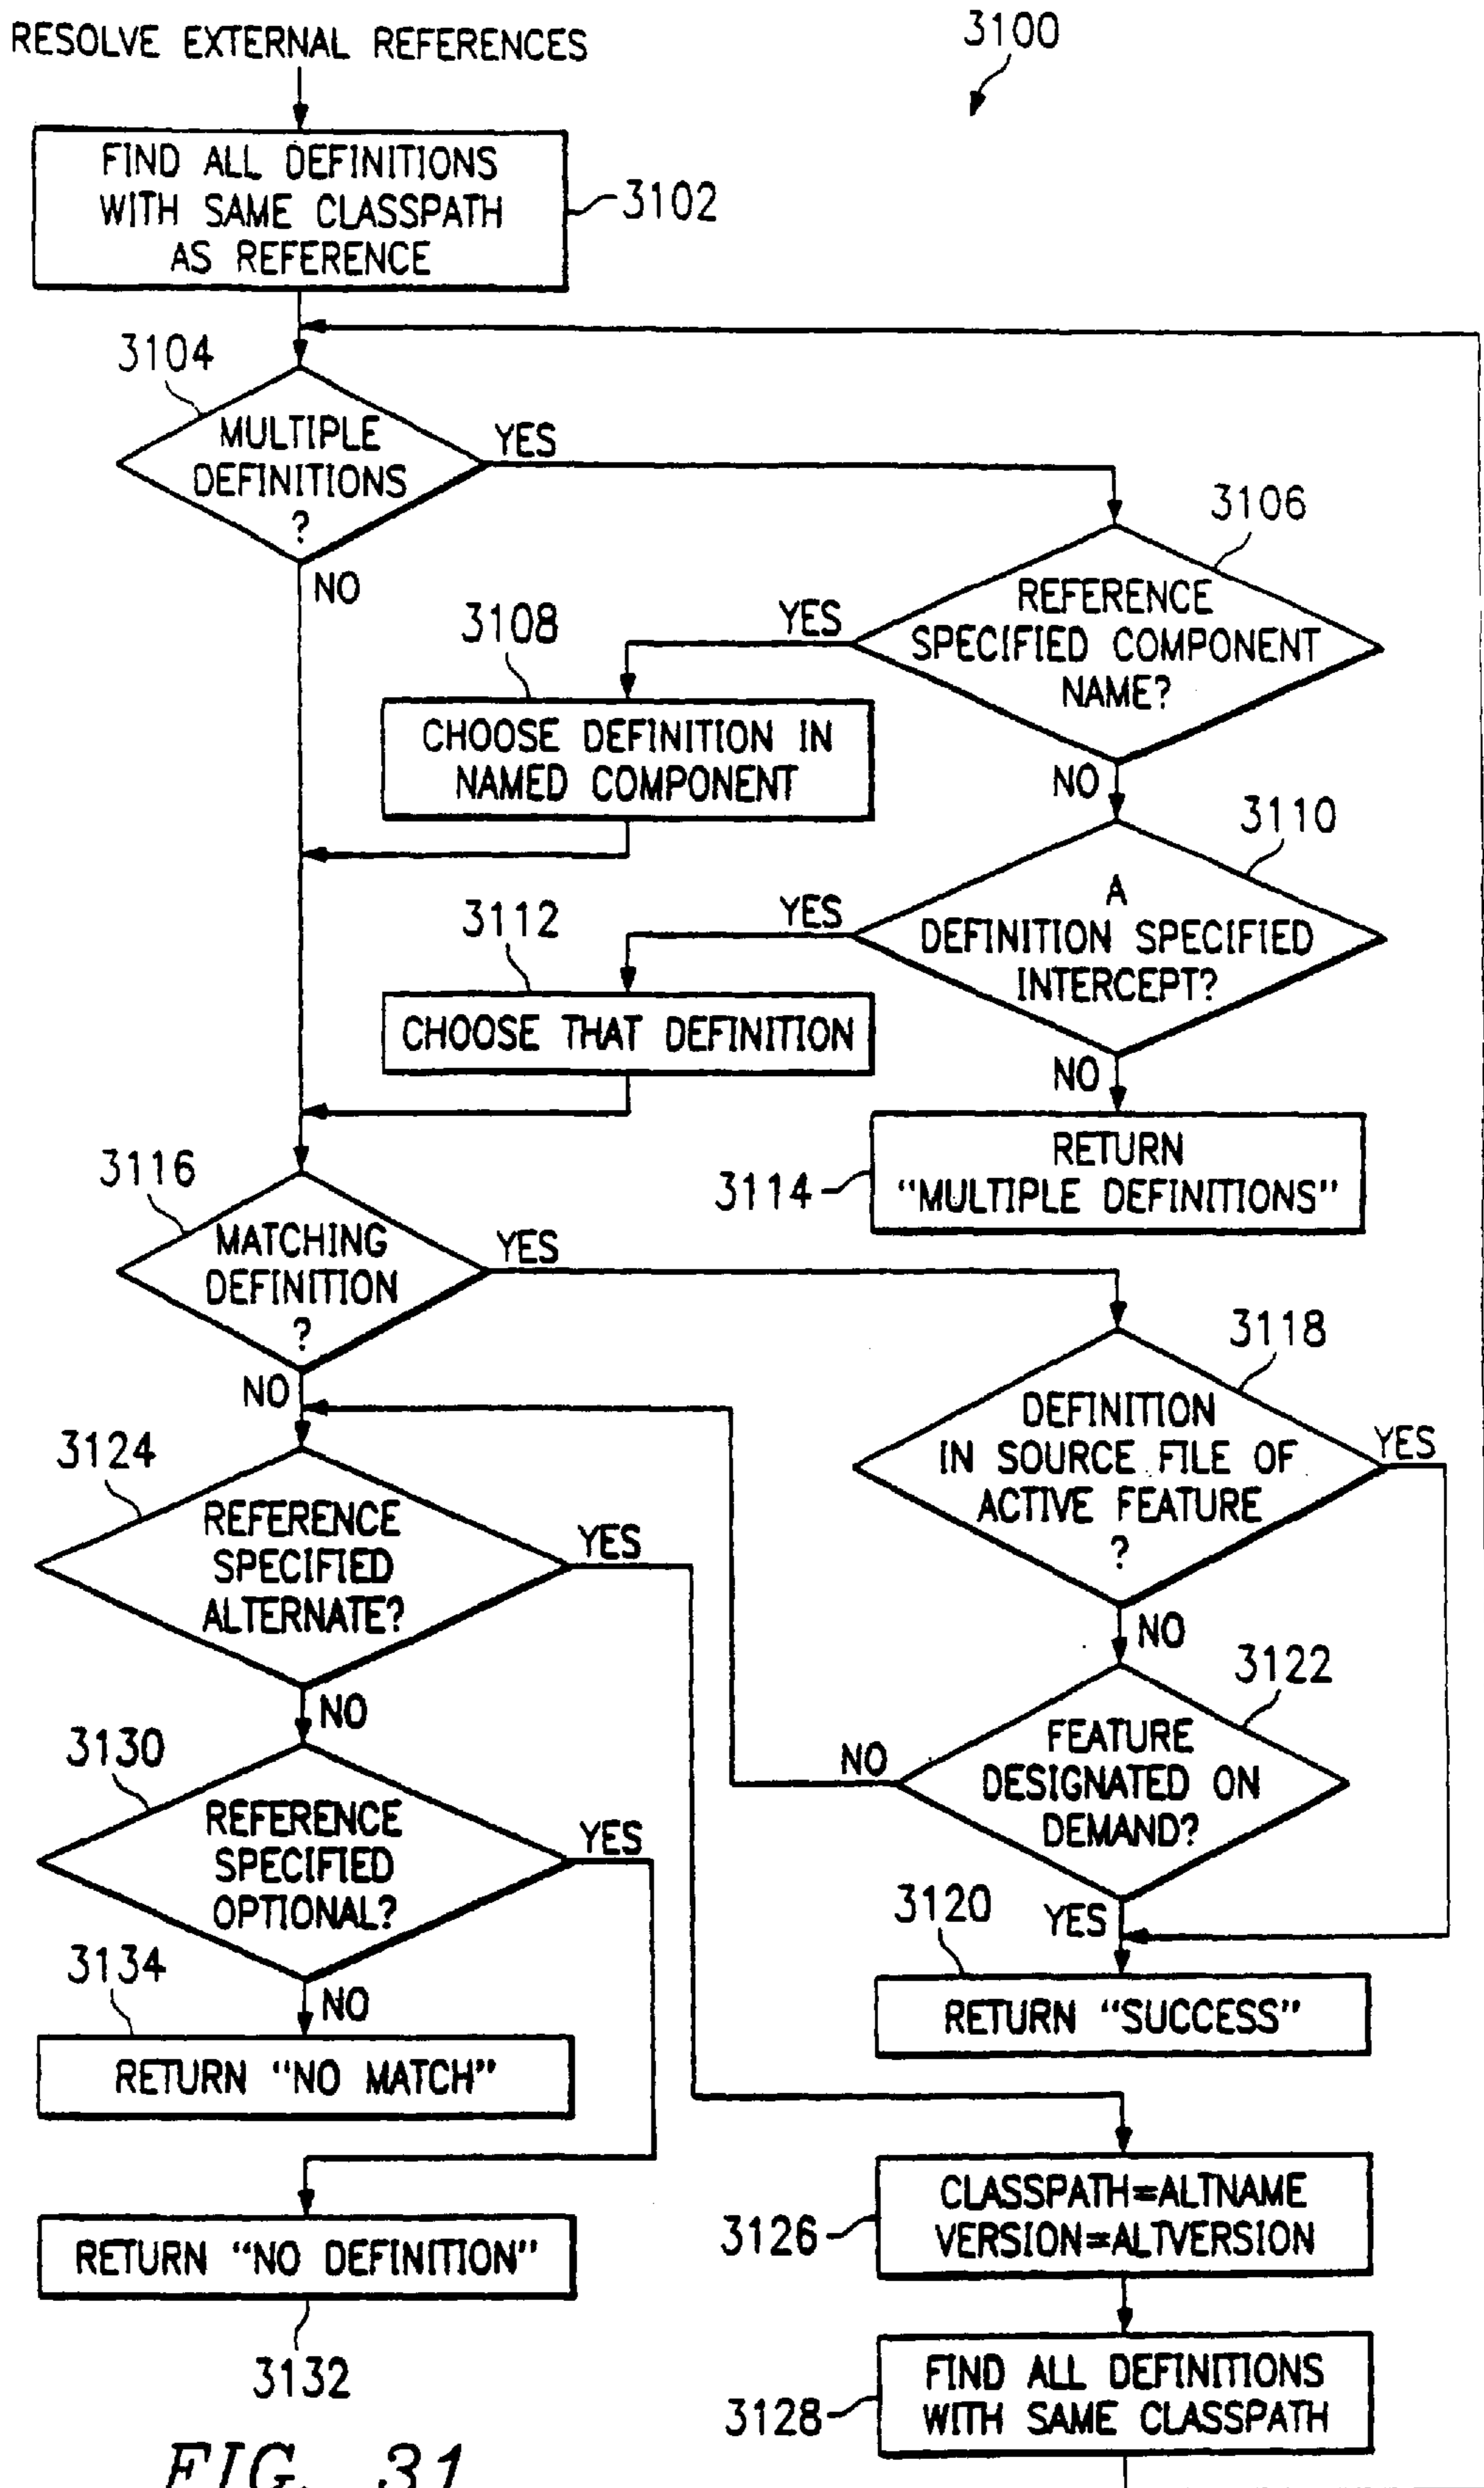 RESOLVE EXTERNAL REFERENCES
3100
FIND ALL DEFINITIONS
WITH SAME CLASSPATH
AS REFERENCE
3102
3104
MULTIPLE
DEFINITIONS
?
YES
NO
3106
REFERENCE
SPECIFIED COMPONENT
NAME?
YES
NO
3108
CHOOSE DEFINITION IN
NAMED COMPONENT
3110
A
DEFINITION SPECIFIED
INTERCEPT?
YES
NO
3112
CHOOSE THAT DEFINITION
RETURN
"MULTIPLE DEFINITIONS"
3114
3116
MATCHING
DEFINITION
?
YES
NO
3118
DEFINITION
IN SOURCE FILE OF
ACTIVE FEATURE
?
YES
NO
3124
REFERENCE
SPECIFIED
ALTERNATE?
YES
NO
3122
FEATURE
DESIGNATED ON
DEMAND?
NO
YES
3130
REFERENCE
SPECIFIED
OPTIONAL?
YES
NO
3120
RETURN "SUCCESS"
3134
RETURN "NO MATCH"
CLASSPATH=ALTNAME
VERSION=ALTVERSION
3126
RETURN "NO DEFINITION"
3132
FIND ALL DEFINITIONS
WITH SAME CLASSPATH
3128
FIG. 31